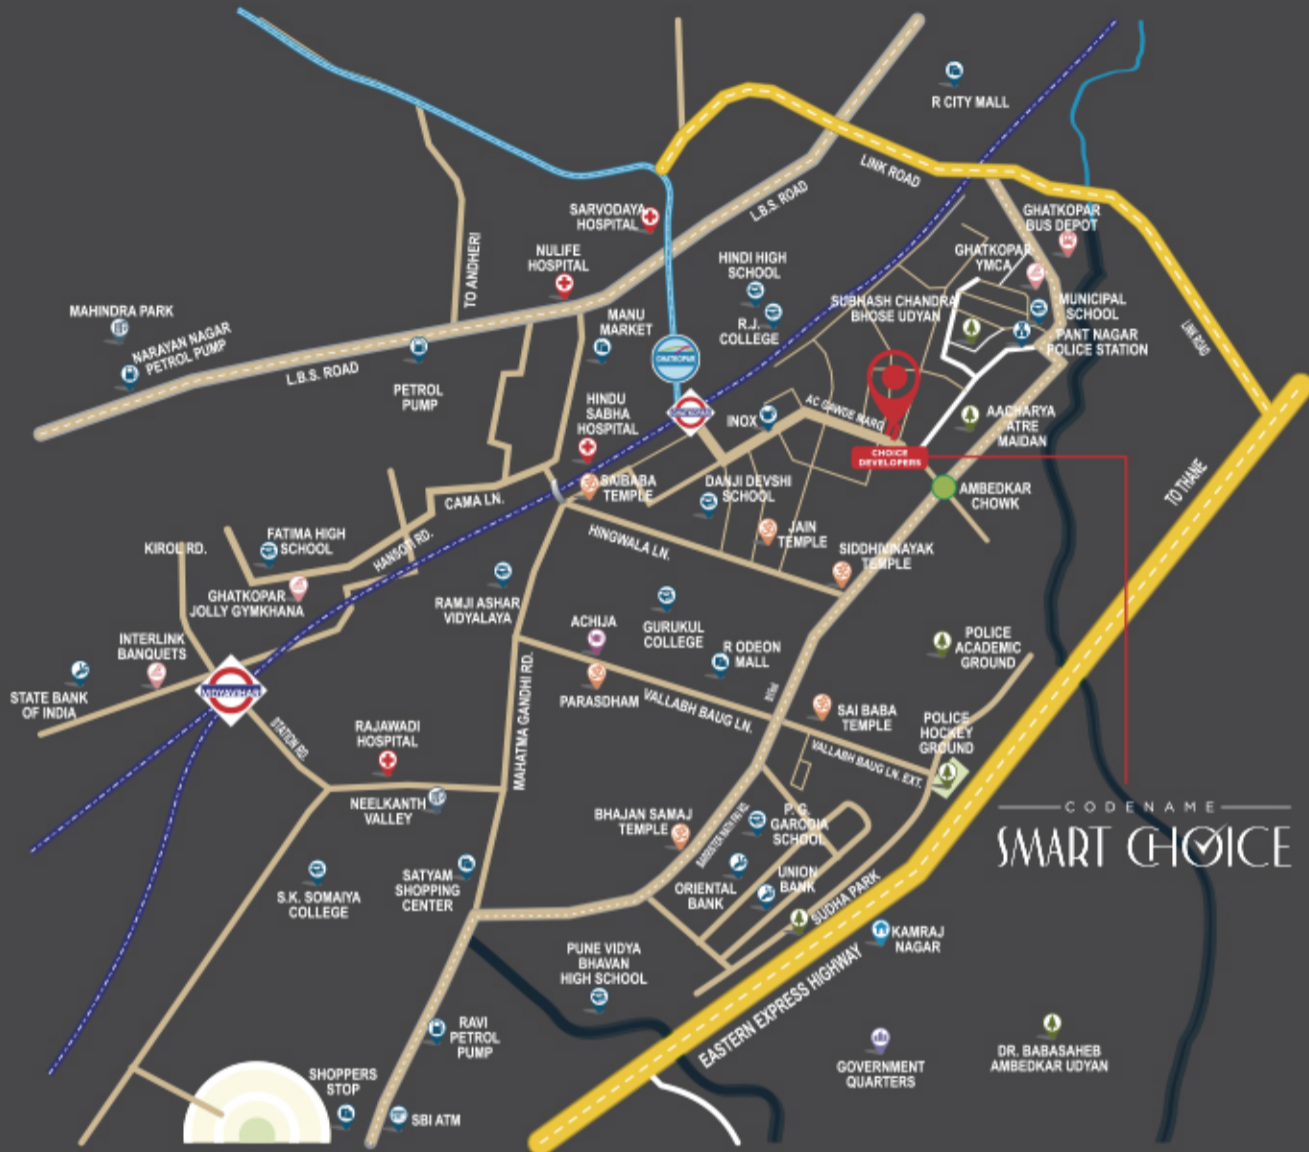 R CITY MALL
LINK ROAD
L.B.S. ROAD
SARVODAYA
HOSPITAL
GHATKOPAR
BUS DEPOT
NULIFE
HOSPITAL
HINDI HIGH
SCHOOL
GHATKOPAR
YMCA
TO ANDHERI
MAHINDRA PARK
MANU
MARKET
R.J.
COLLEGE
SUBHASH CHANDRA
BHOSE UDYAN
MUNICIPAL
SCHOOL
PANT NAGAR
POLICE STATION
LINK ROAD
NARAYAN NAGAR
PETROL PUMP
L.B.S. ROAD
GHATKOPAR
PETROL
PUMP
HINDU
SABHA
HOSPITAL
GHATKOPAR
INOX
AACHARYA
ATRE
MAIDAN
CHOICE
DEVELOPERS
SAIBABA
TEMPLE
DANJI DEVSHI
SCHOOL
AMBEDKAR
CHOWK
TO THANE
CAMA LN.
KIROL RD.
FATIMA HIGH
SCHOOL
HANSOTI RD.
HINGWALA LN.
JAIN
TEMPLE
SIDDHIVINAYAK
TEMPLE
GHATKOPAR
JOLLY GYMKHANA
RAMJI ASHAR
VIDYALAYA
ACHIJA
GURUKUL
COLLEGE
R ODEON
MALL
POLICE
ACADEMIC
GROUND
INTERLINK
BANQUETS
STATE BANK
OF INDIA
VIDYAVIHAR
PARASDHAM
VALLABH BAUG LN.
SAI BABA
TEMPLE
POLICE
HOCKEY
GROUND
MAHATMA GANDHI RD.
STATION RD.
RAJAWADI
HOSPITAL
VALLABH BAUG LN. EXT.
NEELKANTH
VALLEY
BHAJAN SAMAJ
TEMPLE
P. G.
GARODIA
SCHOOL
CODENAME
SMART CHOICE
SATYAM
SHOPPING
CENTER
S.K. SOMAIYA
COLLEGE
ORIENTAL
BANK
UNION
BANK
SUDHA PARK
KAMRAJ
NAGAR
PUNE VIDYA
BHAVAN
HIGH SCHOOL
EASTERN EXPRESS HIGHWAY
RAVI
PETROL
PUMP
GOVERNMENT
QUARTERS
DR. BABASAHEB
AMBEDKAR UDYAN
SHOPPERS
STOP
SBI ATM